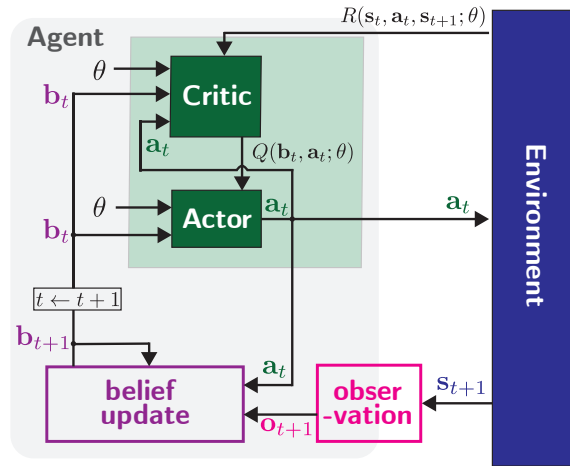 R(s_t, a_t, s_{t+1}; θ)
Agent
θ
Critic
b_t
a_t
Q(b_t, a_t; θ)
θ
Actor
a_t
a_t
b_t
Environment
t ← t + 1
b_{t+1}
a_t
s_{t+1}
belief
update
obser
-vation
o_{t+1}